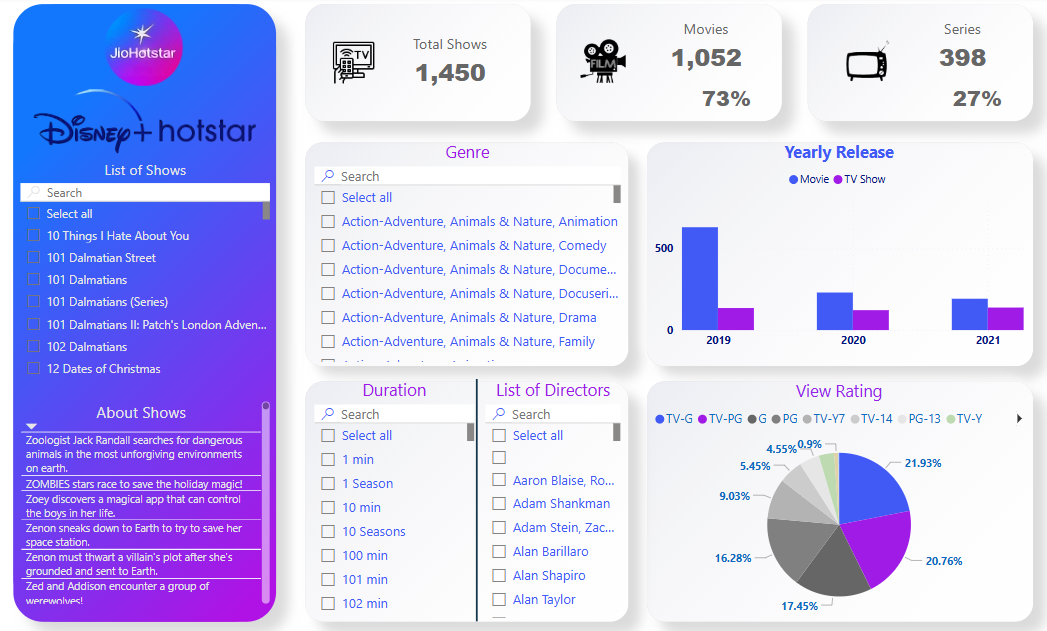 JioHotstar
Disney+ hotstar
List of Shows
Search
Select all
10 Things I Hate About You
101 Dalmatian Street
101 Dalmatians
101 Dalmatians (Series)
101 Dalmatians II: Patch's London Adven...
102 Dalmatians
12 Dates of Christmas
About Shows
Zoologist Jack Randall searches for dangerous
animals in the most unforgiving environments
on earth.
ZOMBIES stars race to save the holiday magic!
Zoey discovers a magical app that can control
the boys in her life.
Zenon sneaks down to Earth to try to save her
space station.
Zenon must thwart a villain's plot after she's
grounded and sent to Earth.
Zed and Addison encounter a group of
werewolves!
TV
Total Shows
1,450
FILM
Movies
1,052
73%
Series
398
27%
Genre
Search
Select all
Action-Adventure, Animals & Nature, Animation
Action-Adventure, Animals & Nature, Comedy
Action-Adventure, Animals & Nature, Docume...
Action-Adventure, Animals & Nature, Docuseri...
Action-Adventure, Animals & Nature, Drama
Action-Adventure, Animals & Nature, Family
Yearly Release
Movie TV Show
500
0
2019 2020 2021
Duration
Search
Select all
1 min
1 Season
10 min
10 Seasons
100 min
101 min
102 min
List of Directors
Search
Select all
Aaron Blaise, Ro...
Adam Shankman
Adam Stein, Zac...
Alan Barillaro
Alan Shapiro
Alan Taylor
View Rating
TV-G TV-PG G PG TV-Y7 TV-14 PG-13 TV-Y
0.9%
4.55%
21.93%
5.45%
9.03%
16.28%
20.76%
17.45%